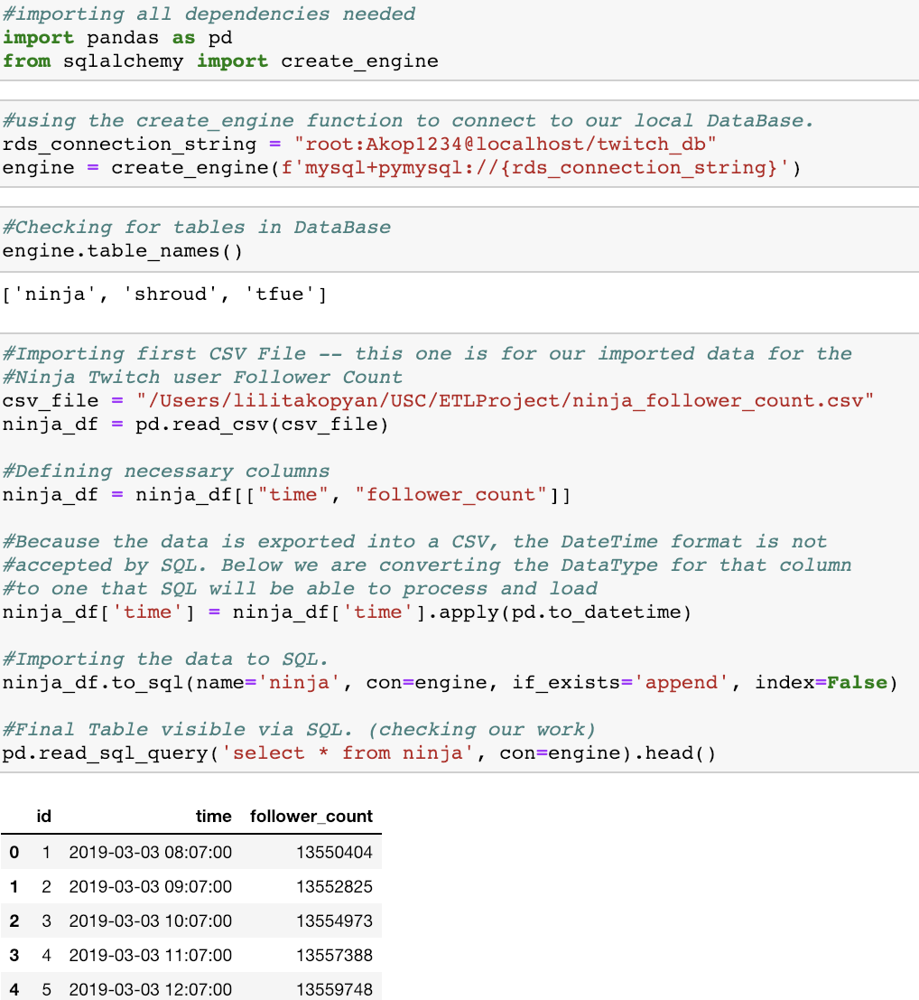 #importing all dependencies needed
import pandas as pd
from sqlalchemy import create_engine
#using the create_engine function to connect to our local DataBase.
rds_connection_string = "root:Akop1234@localhost/twitch_db"
engine = create_engine(f'mysql+pymysql://{rds_connection_string}')
#Checking for tables in DataBase
engine.table_names()
['ninja', 'shroud', 'tfue']
#Importing first CSV File -- this one is for our imported data for the
#Ninja Twitch user Follower Count
csv_file = "/Users/lilitakopyan/USC/ETLProject/ninja_follower_count.csv"
ninja_df = pd.read_csv(csv_file)
#Defining necessary columns
ninja_df = ninja_df[["time", "follower_count"]]
#Because the data is exported into a CSV, the DateTime format is not
#accepted by SQL. Below we are converting the DataType for that column
#to one that SQL will be able to process and load
ninja_df['time'] = ninja_df['time'].apply(pd.to_datetime)
#Importing the data to SQL.
ninja_df.to_sql(name='ninja', con=engine, if_exists='append', index=False)
#Final Table visible via SQL. (checking our work)
pd.read_sql_query('select * from ninja', con=engine).head()
id time follower_count
0 1 2019-03-03 08:07:00 13550404
1 2 2019-03-03 09:07:00 13552825
2 3 2019-03-03 10:07:00 13554973
3 4 2019-03-03 11:07:00 13557388
4 5 2019-03-03 12:07:00 13559748